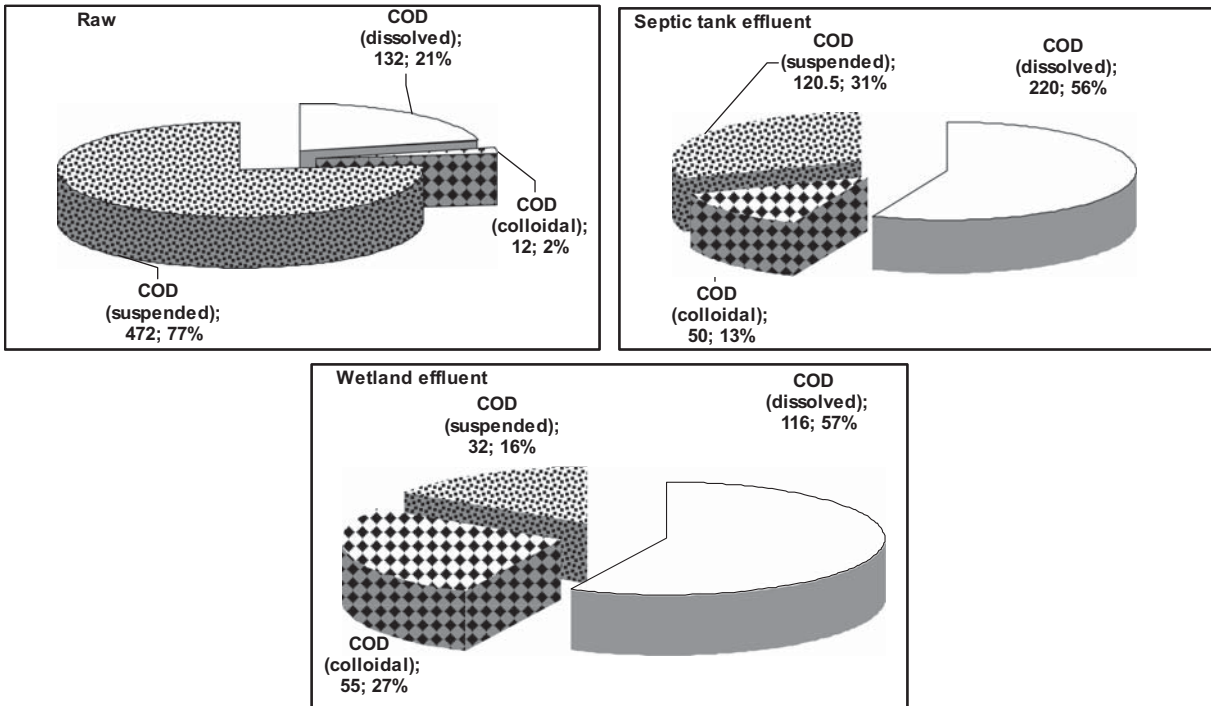 Raw
COD
(dissolved);
132; 21%
COD
(colloidal);
12; 2%
COD
(suspended);
472; 77%
Septic tank effluent
COD
(suspended);
120.5; 31%
COD
(dissolved);
220; 56%
COD
(colloidal);
50; 13%
Wetland effluent
COD
(suspended);
32; 16%
COD
(dissolved);
116; 57%
COD
(colloidal);
55; 27%